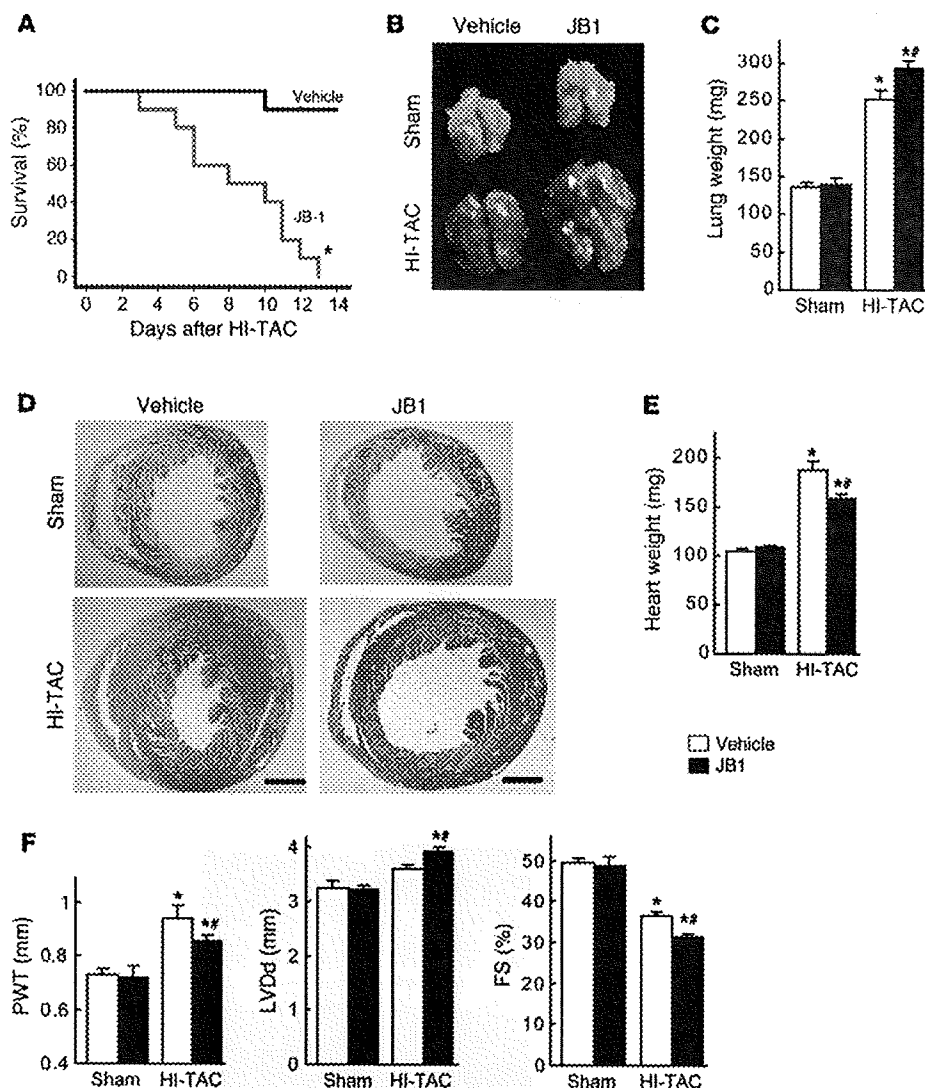 A
Survival (%)
100
80
60
40
20
0
Vehicle
JB-1
*
0 2 4 6 8 10 12 14
Days after HI-TAC
B
Vehicle JB1
Sham
HI-TAC
C
Lung weight (mg)
300
250
200
150
100
50
0
* *#
Sham HI-TAC
D
Vehicle JB1
Sham
HI-TAC
E
Heart weight (mg)
200
150
100
50
0
* *#
Sham HI-TAC
Vehicle
JB1
F
PWT (mm)
1
0.8
0.6
0.4
* *#
Sham HI-TAC
LVDd (mm)
4
3
2
1
0
*#
Sham HI-TAC
FS (%)
50
40
30
20
10
0
* *#
Sham HI-TAC